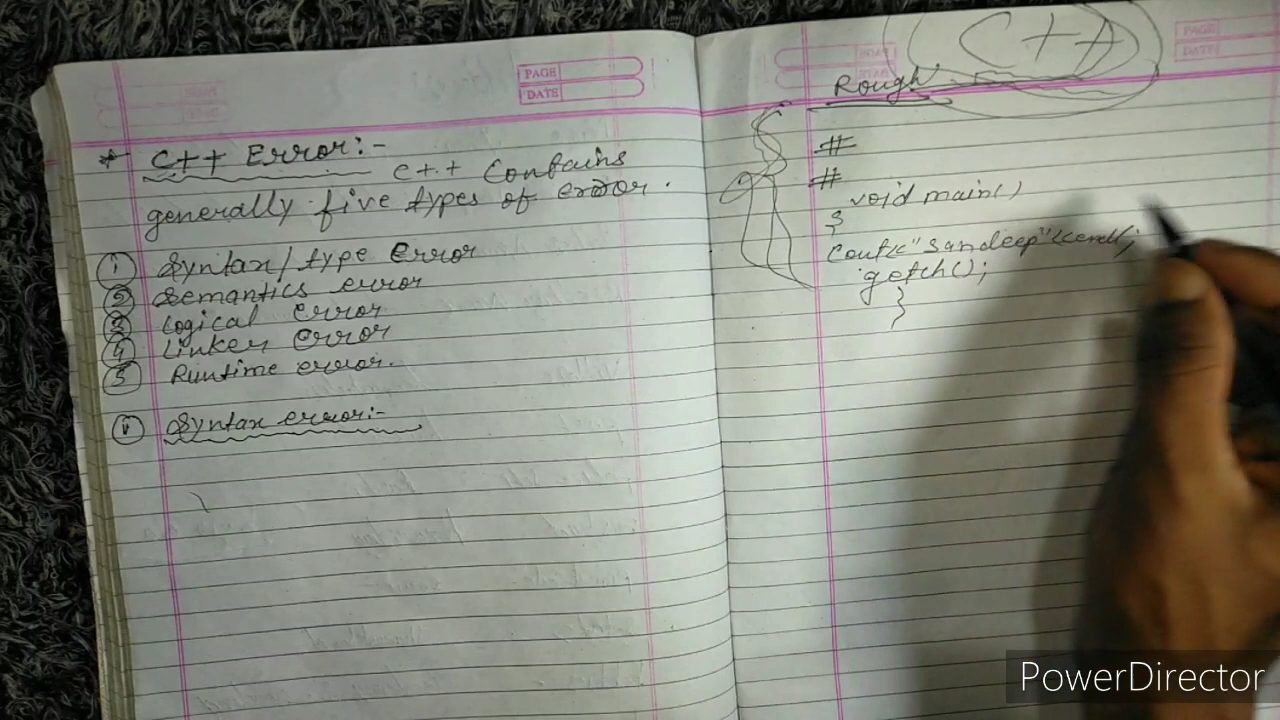 PAGE
DATE
* C++ Error:-
C++ Contains
generally five types of error.
① Syntax/type Error
② Semantics error
③ Logical error
④ Linker Error
⑤ Runtime error.
① Syntax error:-
C++
Rough
#
#
void main()
{
Cout<"Sandeep"<<endl;
getch();
}
PowerDirector